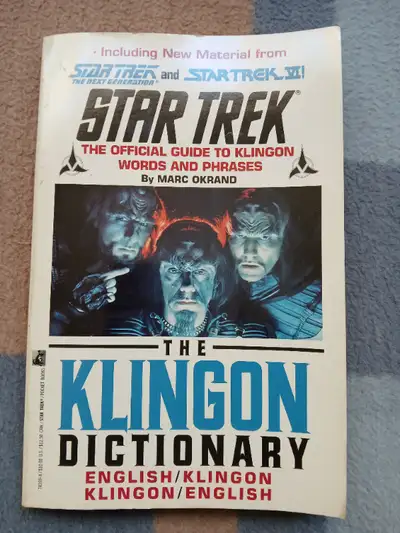 Including New Material from
STAR TREK THE NEXT GENERATION and STAR TREK VI!
STAR TREK®
THE OFFICIAL GUIDE TO KLINGON
WORDS AND PHRASES
By MARC OKRAND
THE
KLINGON
DICTIONARY
ENGLISH/KLINGON
KLINGON/ENGLISH